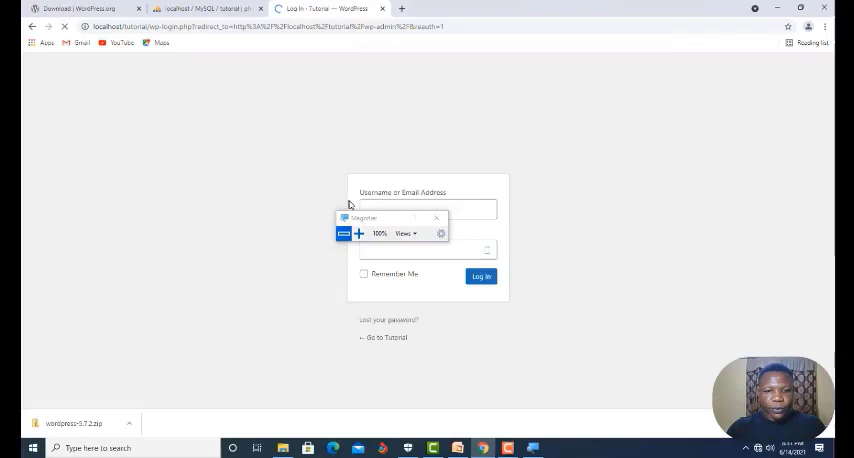 Download | WordPress.org
localhost / MySQL / tutorial | ph
Log In ‹ Tutorial — WordPress
localhost/tutorial/wp-login.php?redirect_to=http%3A%2F%2Flocalhost%2Ftutorial%2Fwp-admin%2F&reauth=1
Apps
Gmail
YouTube
Maps
Reading list
Username or Email Address
Magnifier
100%
Views
Remember Me
Log In
Lost your password?
← Go to Tutorial
wordpress-5.7.2.zip
Type here to search
6/14/2021